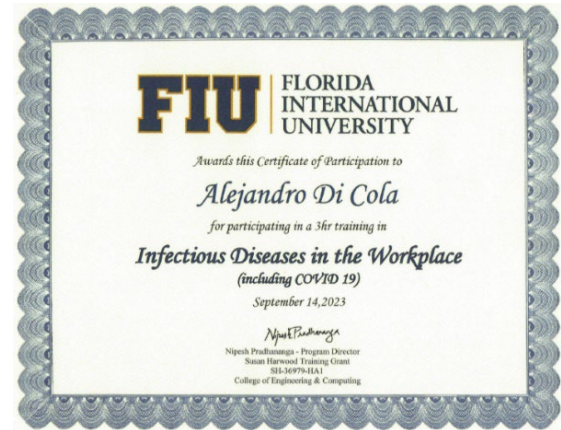 FIU
FLORIDA
INTERNATIONAL
UNIVERSITY
Awards this Certificate of Participation to
Alejandro Di Cola
for participating in a 3hr training in
Infectious Diseases in the Workplace
(including COVID 19)
September 14,2023
Nipesh Pradhananga - Program Director
Susan Harwood Training Grant
SH-36979-HA1
College of Engineering & Computing